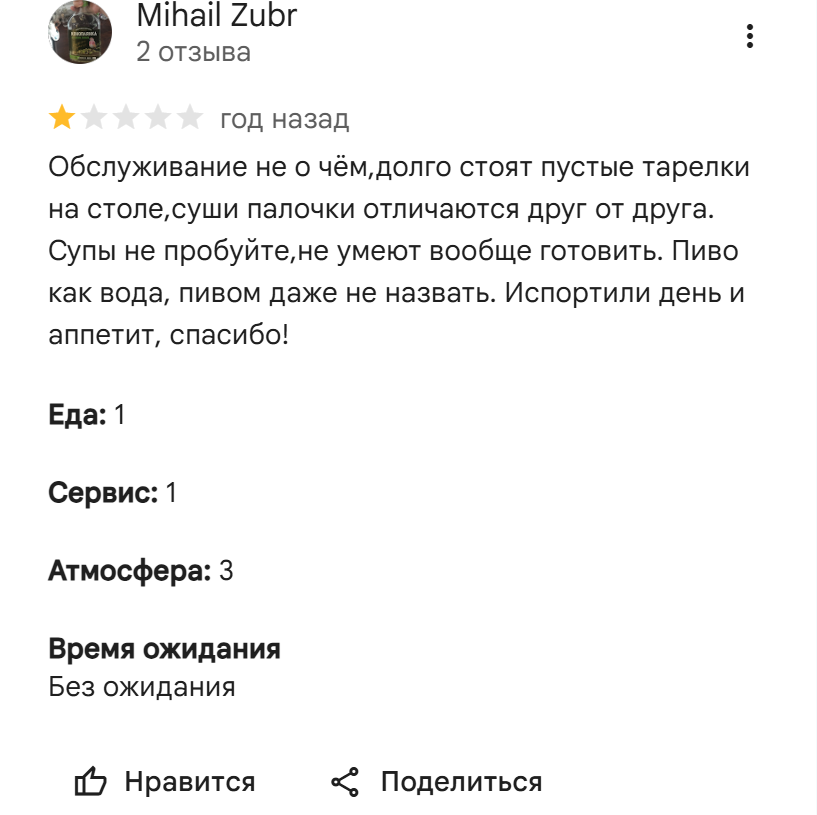 Mihail Zubr
2 отзыва
год назад
Обслуживание не о чём,долго стоят пустые тарелки
на столе,суши палочки отличаются друг от друга.
Супы не пробуйте,не умеют вообще готовить. Пиво
как вода, пивом даже не назвать. Испортили день и
аппетит, спасибо!
Еда: 1
Сервис: 1
Атмосфера: 3
Время ожидания
Без ожидания
Нравится
Поделиться